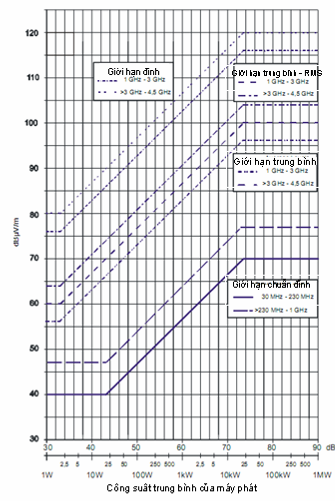 120
110
100
90
80
70
60
50
40
30
dBµV/m
Giới hạn đỉnh
1 GHz - 3 GHz
>3 GHz - 4,5 GHz
Giới hạn trung bình - RMS
1 GHz - 3 GHz
>3 GHz - 4,5 GHz
Giới hạn trung bình
1 GHz - 3 GHz
>3 GHz - 4,5 GHz
Giới hạn chuẩn đỉnh
30 MHz - 230 MHz
>230 MHz - 1 GHz
30 40 50 60 70 80 90 dB
2,5 5 25 50 250 500 2,5 5 25 50 250 500
1W 10W 100W 1kW 10kW 100kW 1MW
Công suất trung bình của máy phát